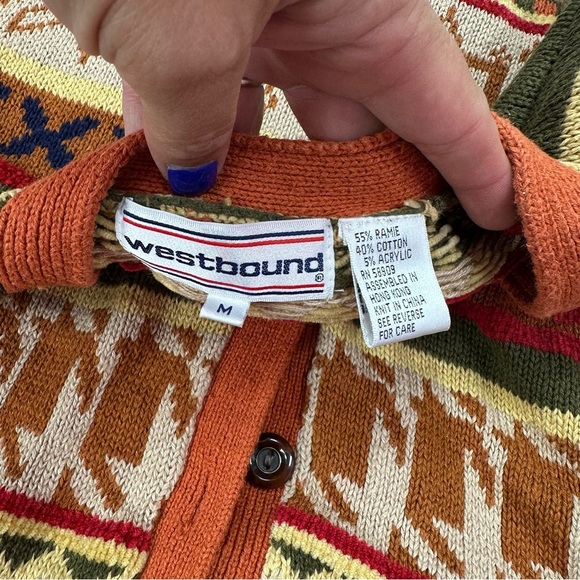 westbound®
M
55% RAMIE
40% COTTON
5% ACRYLIC
RN 58809
ASSEMBLED IN
HONG KONG
KNIT IN CHINA
SEE REVERSE
FOR CARE